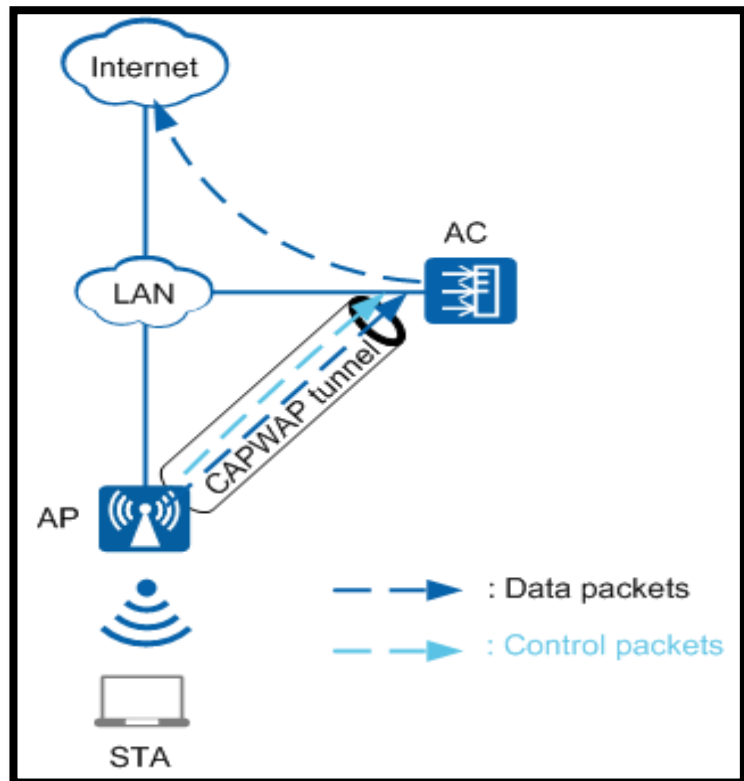 Internet
AC
LAN
CAPWAP tunnel
AP
: Data packets
: Control packets
STA